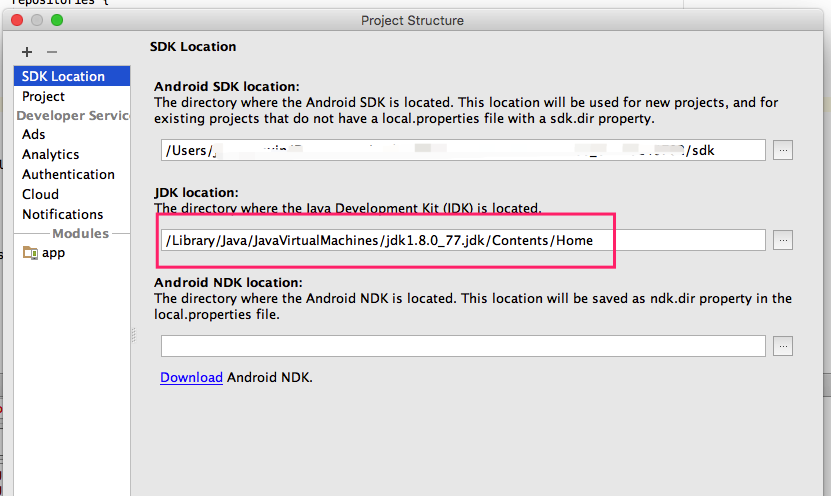 repositories {
Project Structure
SDK Location
SDK Location
Project
Developer Servic
Ads
Analytics
Authentication
Cloud
Notifications
Modules
app
Android SDK location:
The directory where the Android SDK is located. This location will be used for new projects, and for
existing projects that do not have a local.properties file with a sdk.dir property.
/Users/ /sdk
...
JDK location:
The directory where the Java Development Kit (JDK) is located.
/Library/Java/JavaVirtualMachines/jdk1.8.0_77.jdk/Contents/Home
...
Android NDK location:
The directory where the Android NDK is located. This location will be saved as ndk.dir property in the
local.properties file.
...
Download Android NDK.